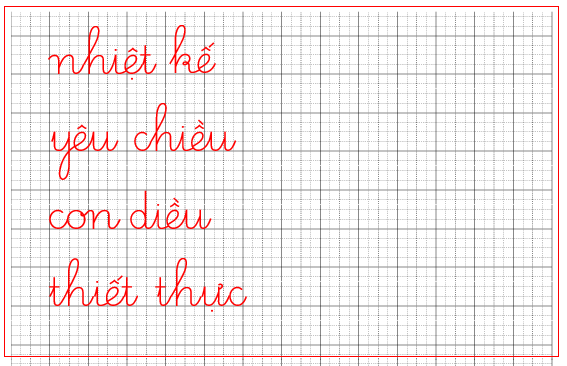 nhiệt kế
yêu chiều
con diều
thiết thực